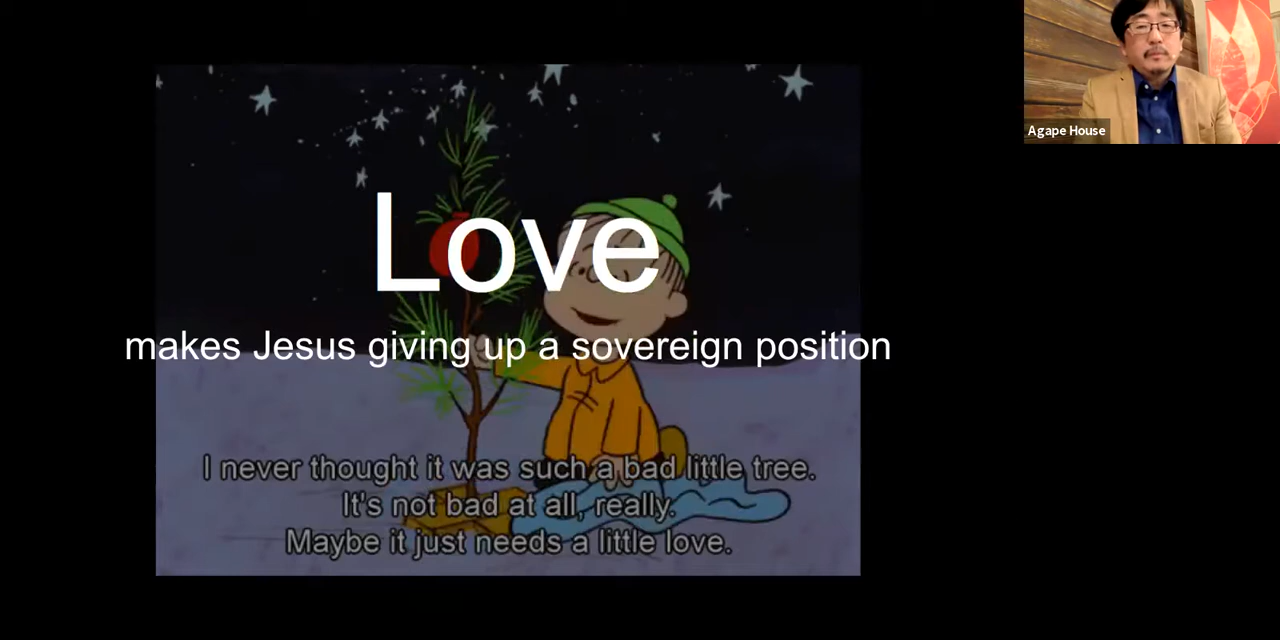 Agape House
Love
makes Jesus giving up a sovereign position
I never thought it was such a bad little tree.
It's not bad at all, really.
Maybe it just needs a little love.